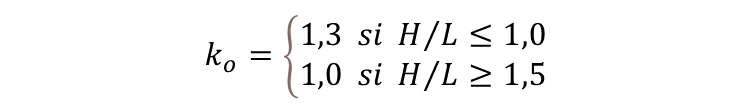 k_o = { 1,3 si H/L ≤ 1,0
1,0 si H/L ≥ 1,5